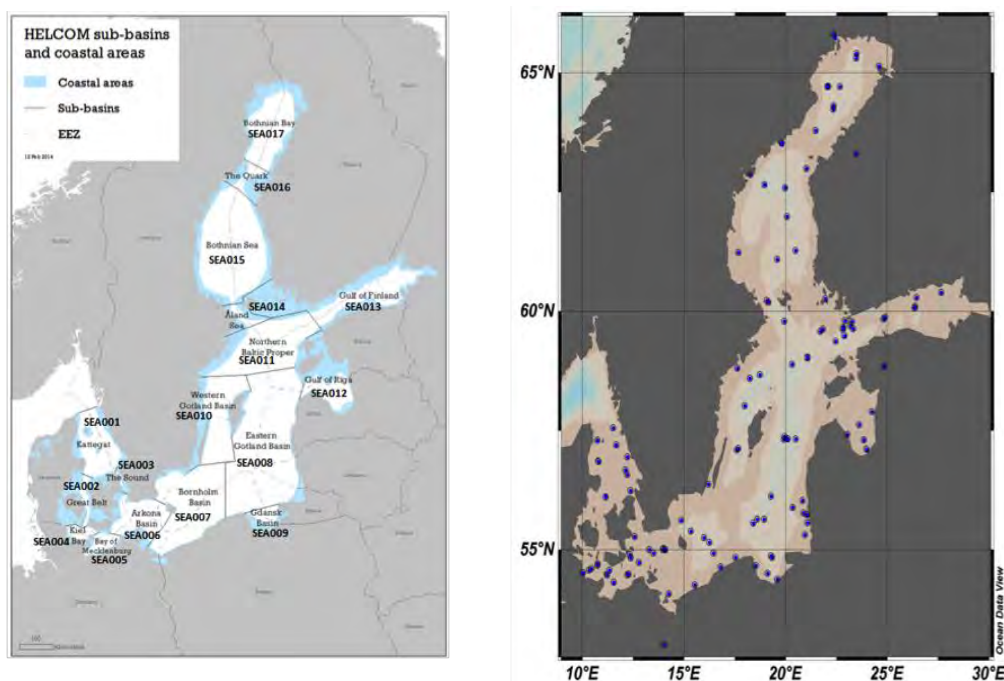 HELCOM sub-basins
and coastal areas
Coastal areas
Sub-basins
EEZ
Bothnian Bay
SEA017
The Quark
SEA016
Bothnian Sea
SEA015
SEA014
Åland
Sea
Gulf of Finland
SEA013
Northern
Baltic Proper
SEA011
Gulf of Riga
SEA012
Western
Gotland Basin
SEA010
Eastern
Gotland Basin
SEA008
SEA001
Kattegat
SEA003
The Sound
SEA002
Great Belt
Bornholm
Basin
SEA007
Arkona
Basin
SEA006
Gdansk
Basin
SEA009
Kiel
Bay
SEA004
Bay of
Mecklenburg
SEA005
65°N
60°N
55°N
10°E
15°E
20°E
25°E
30°E
Ocean Data View